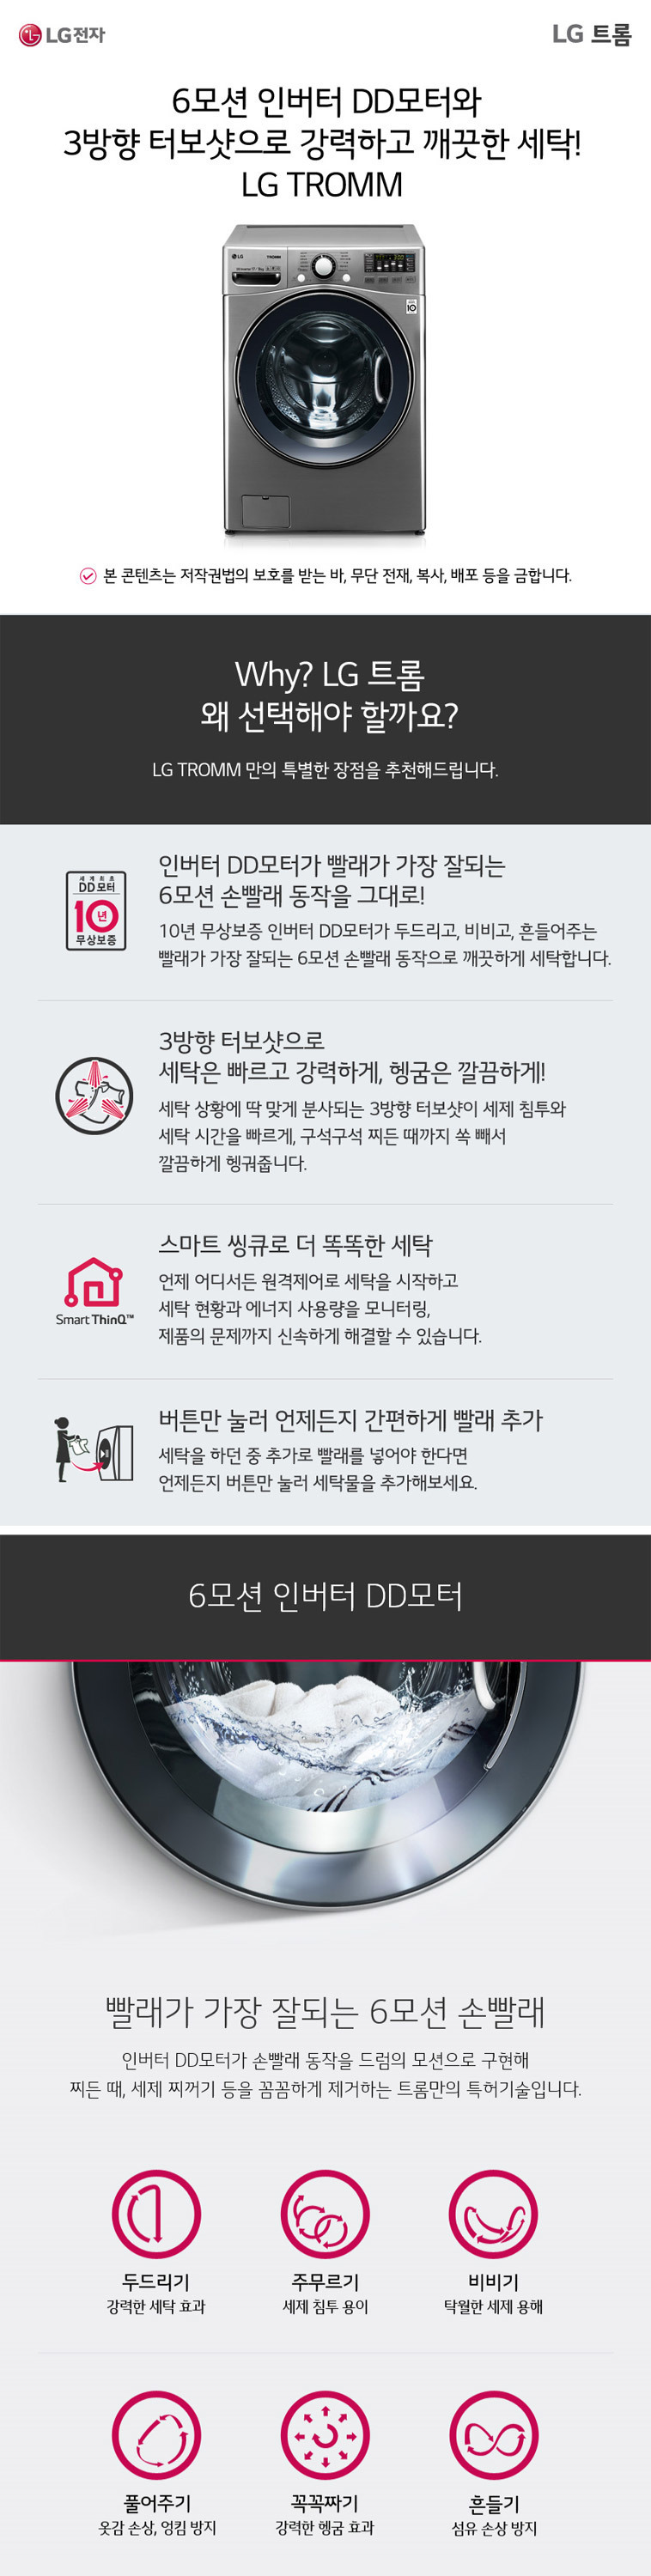 LG전자
LG 트롬
6모션 인버터 DD모터와
3방향 터보샷으로 강력하고 깨끗한 세탁!
LG TROMM
LG
TROMM
본 콘텐츠는 저작권법의 보호를 받는 바, 무단 전재, 복사, 배포 등을 금합니다.
Why? LG 트롬
왜 선택해야 할까요?
LG TROMM 만의 특별한 장점을 추천해드립니다.
세계최초
DD모터
10년
무상보증
인버터 DD모터가 빨래가 가장 잘되는
6모션 손빨래 동작을 그대로!
10년 무상보증 인버터 DD모터가 두드리고, 비비고, 흔들어주는
빨래가 가장 잘되는 6모션 손빨래 동작으로 깨끗하게 세탁합니다.
3방향 터보샷으로
세탁은 빠르고 강력하게, 헹굼은 깔끔하게!
세탁 상황에 딱 맞게 분사되는 3방향 터보샷이 세제 침투와
세탁 시간을 빠르게, 구석구석 찌든 때까지 쏙 빼서
깔끔하게 헹궈줍니다.
스마트 씽큐로 더 똑똑한 세탁
언제 어디서든 원격제어로 세탁을 시작하고
세탁 현황과 에너지 사용량을 모니터링,
제품의 문제까지 신속하게 해결할 수 있습니다.
Smart ThinQ™
버튼만 눌러 언제든지 간편하게 빨래 추가
세탁을 하던 중 추가로 빨래를 넣어야 한다면
언제든지 버튼만 눌러 세탁물을 추가해보세요.
6모션 인버터 DD모터
빨래가 가장 잘되는 6모션 손빨래
인버터 DD모터가 손빨래 동작을 드럼의 모션으로 구현해
찌든 때, 세제 찌꺼기 등을 꼼꼼하게 제거하는 트롬만의 특허기술입니다.
두드리기
강력한 세탁 효과
주무르기
세제 침투 용이
비비기
탁월한 세제 용해
풀어주기
옷감 손상, 엉킴 방지
꼭꼭짜기
강력한 헹굼 효과
흔들기
섬유 손상 방지